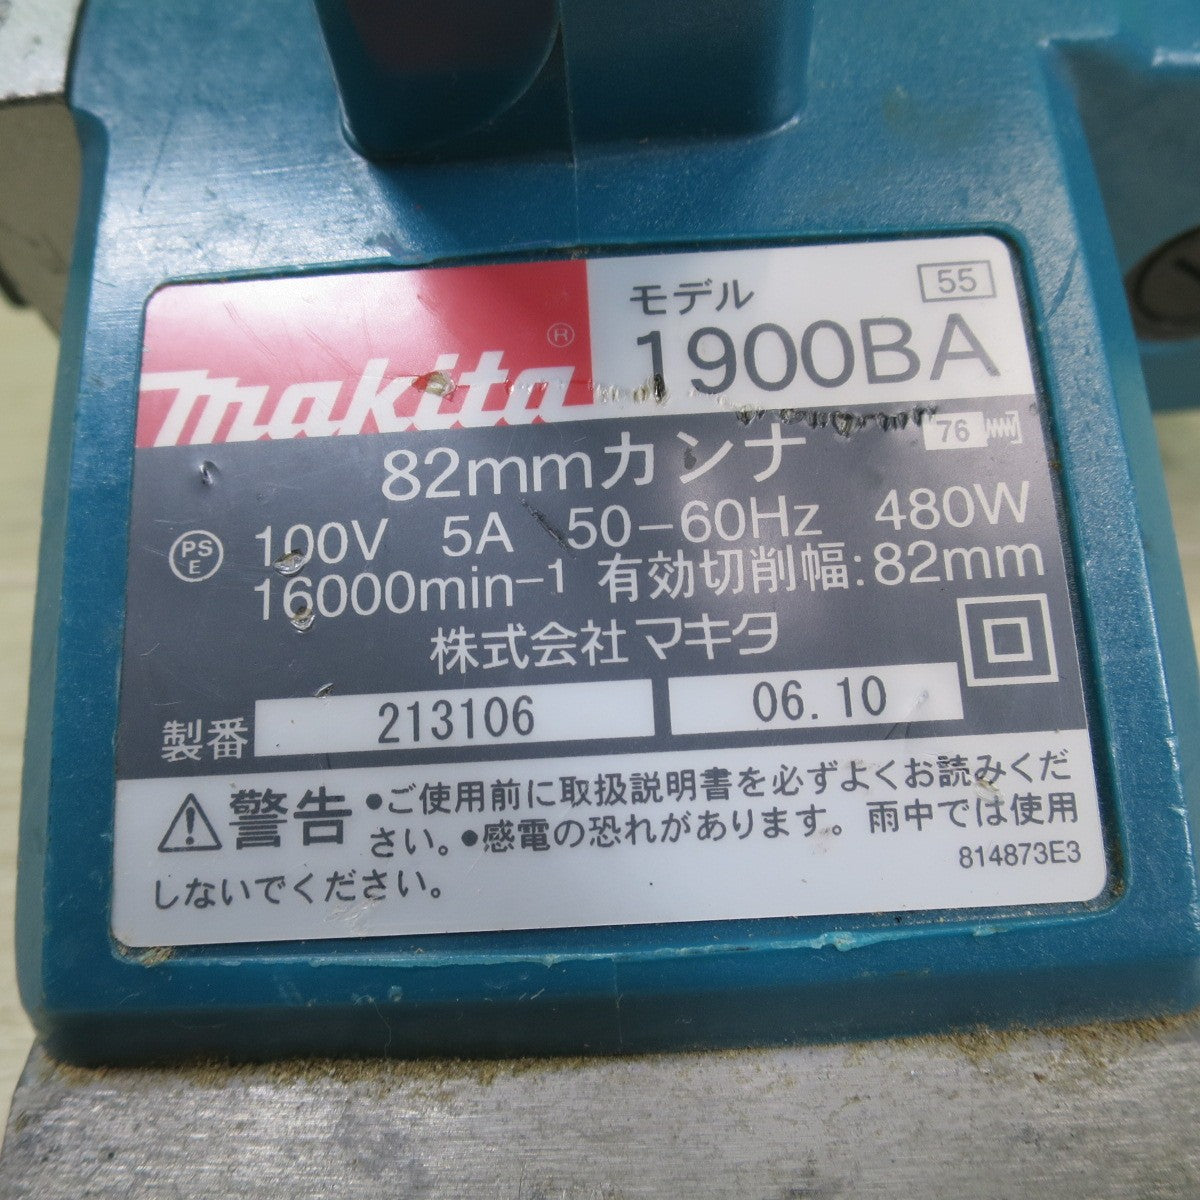 モデル 55
1900BA
makita ®
82mmカンナ 76
PSE 100V 5A 50-60Hz 480W
16000min-1 有効切削幅:82mm
株式会社マキタ
製番 213106 06.10
警告 •ご使用前に取扱説明書を必ずよくお読みくだ
さい。•感電の恐れがあります。雨中では使用
しないでください。
814873E3